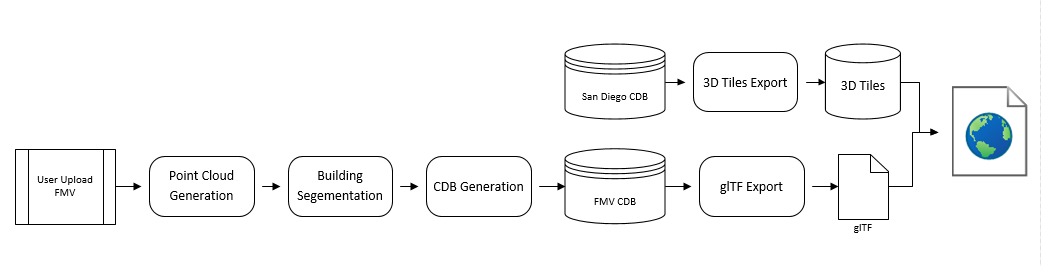 San Diego CDB
3D Tiles Export
3D Tiles
User Upload
FMV
Point Cloud
Generation
Building
Segementation
CDB Generation
FMV CDB
glTF Export
glTF